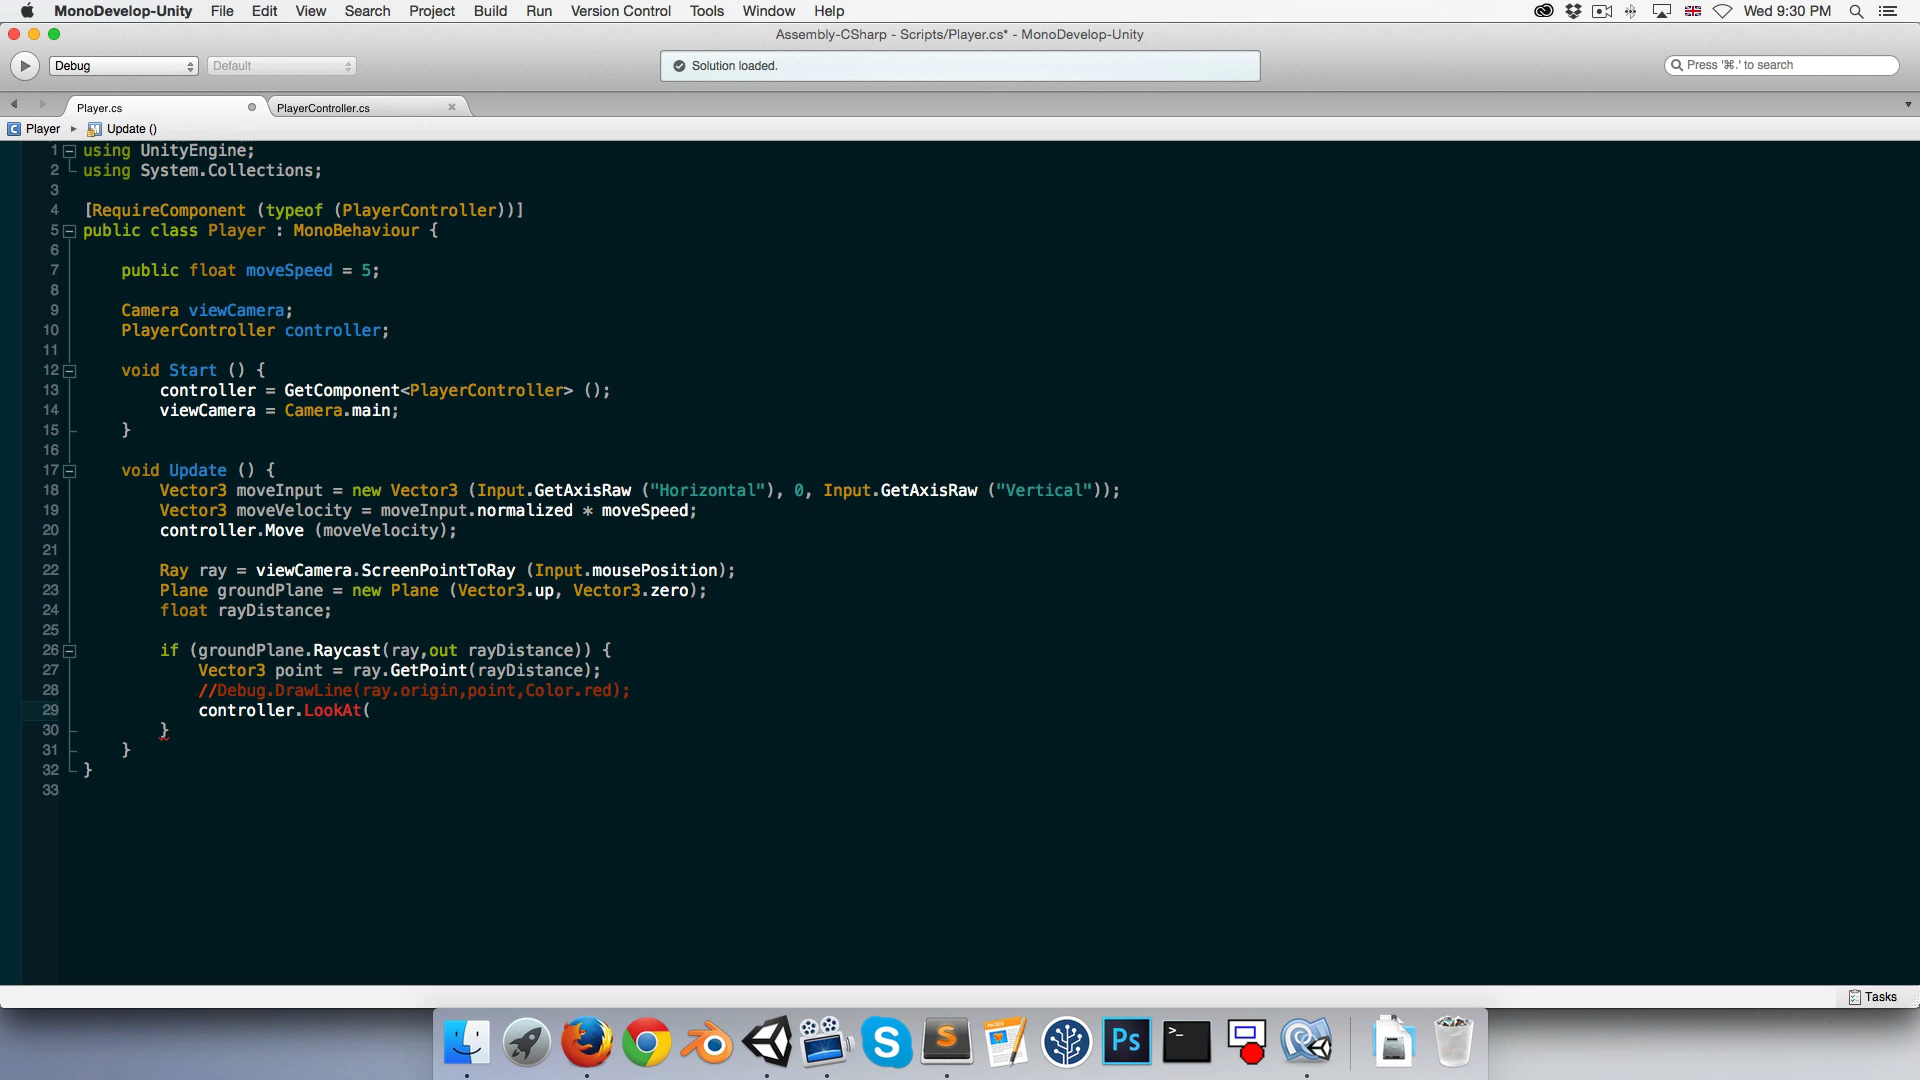 MonoDevelop-Unity File Edit View Search Project Build Run Version Control Tools Window Help Wed 9:30 PM
Assembly-CSharp - Scripts/Player.cs* - MonoDevelop-Unity
Debug Default Solution loaded. Press '⌘.' to search
Player.cs PlayerController.cs
C Player Update ()
1 using UnityEngine;
2 using System.Collections;
3
4 [RequireComponent (typeof (PlayerController))]
5 public class Player : MonoBehaviour {
6
7 public float moveSpeed = 5;
8
9 Camera viewCamera;
10 PlayerController controller;
11
12 void Start () {
13 controller = GetComponent<PlayerController> ();
14 viewCamera = Camera.main;
15 }
16
17 void Update () {
18 Vector3 moveInput = new Vector3 (Input.GetAxisRaw ("Horizontal"), 0, Input.GetAxisRaw ("Vertical"));
19 Vector3 moveVelocity = moveInput.normalized * moveSpeed;
20 controller.Move (moveVelocity);
21
22 Ray ray = viewCamera.ScreenPointToRay (Input.mousePosition);
23 Plane groundPlane = new Plane (Vector3.up, Vector3.zero);
24 float rayDistance;
25
26 if (groundPlane.Raycast(ray,out rayDistance)) {
27 Vector3 point = ray.GetPoint(rayDistance);
28 //Debug.DrawLine(ray.origin,point,Color.red);
29 controller.LookAt(
30 }
31 }
32 }
33
Tasks
S S PAGES Ps >_